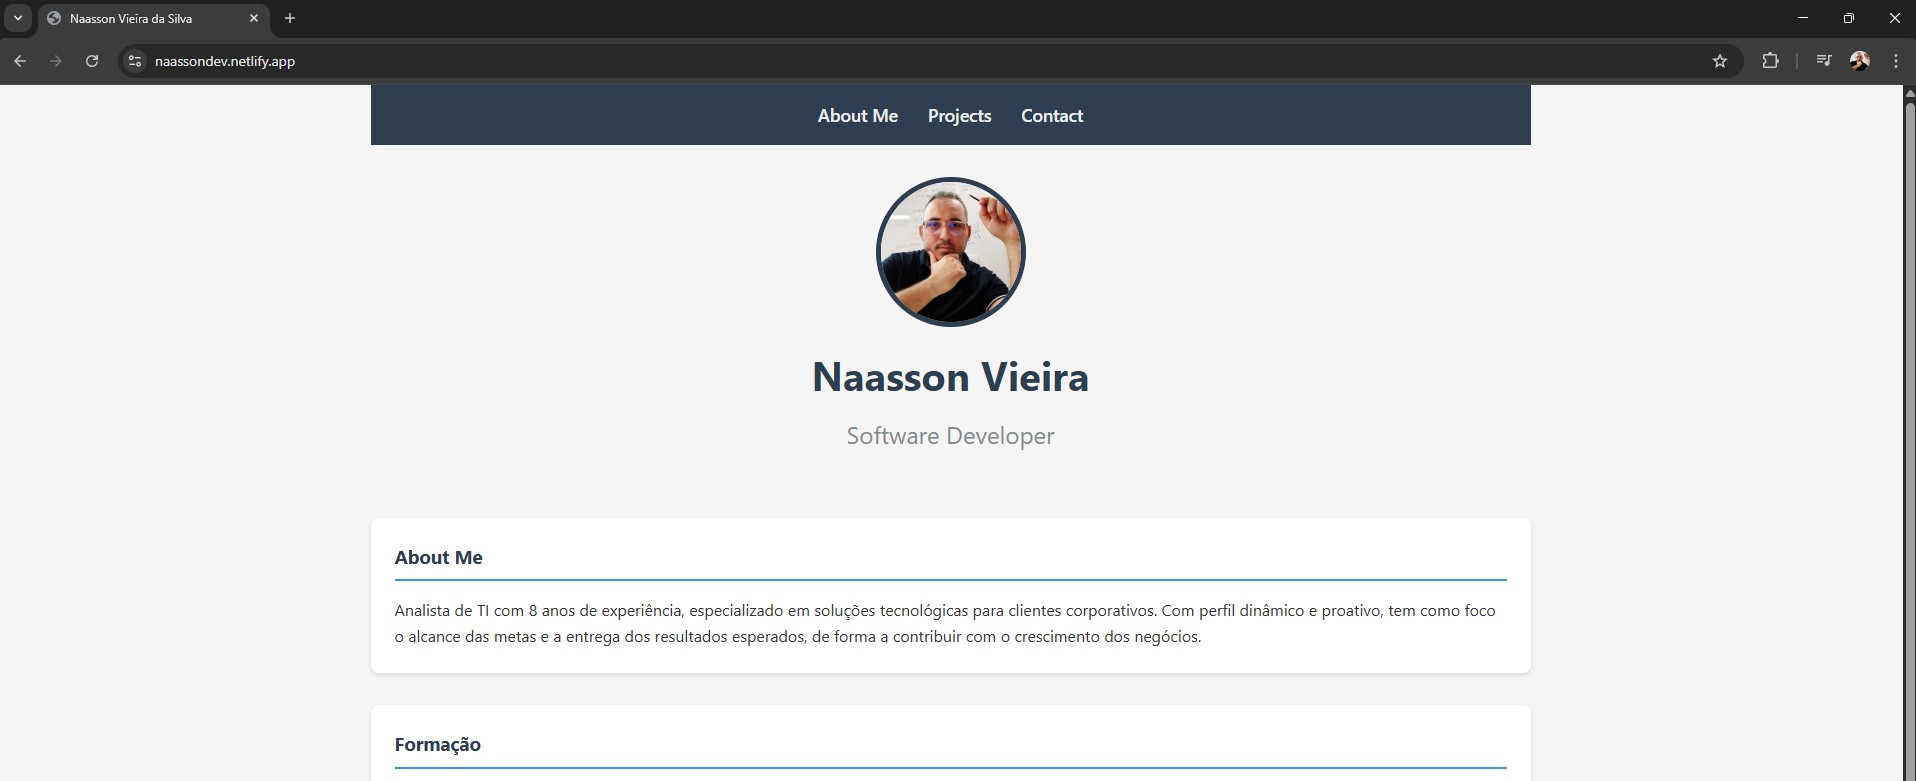 Naasson Vieira da Silva
naassondev.netlify.app
About Me Projects Contact
Naasson Vieira
Software Developer
About Me
Analista de TI com 8 anos de experiência, especializado em soluções tecnológicas para clientes corporativos. Com perfil dinâmico e proativo, tem como foco
o alcance das metas e a entrega dos resultados esperados, de forma a contribuir com o crescimento dos negócios.
Formação